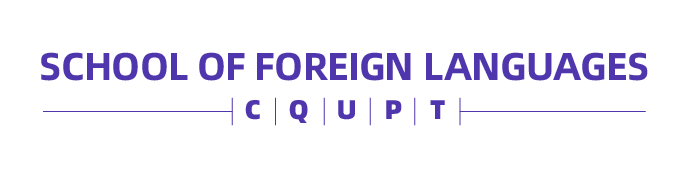 SCHOOL OF FOREIGN LANGUAGES
C | Q | U | P | T